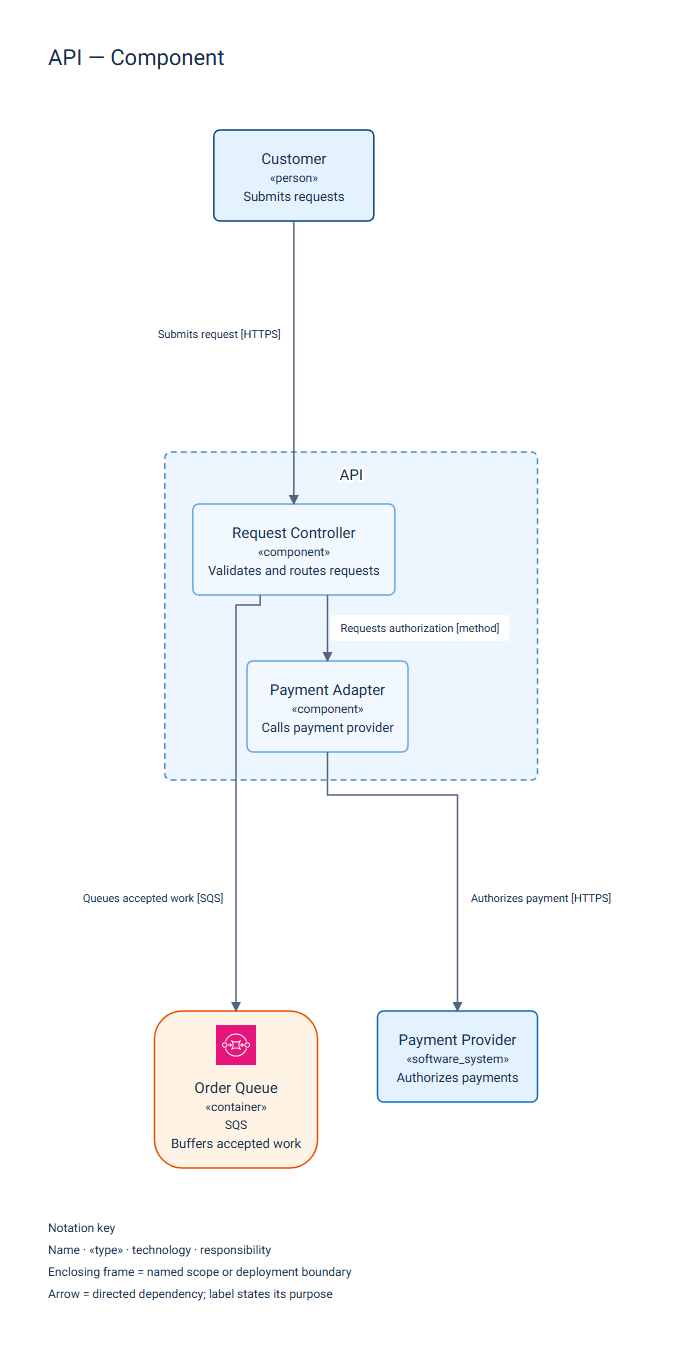 API — Component
Customer
«person»
Submits requests
Submits request [HTTPS]
API
Request Controller
«component»
Validates and routes requests
Requests authorization [method]
Payment Adapter
«component»
Calls payment provider
Queues accepted work [SQS]
Authorizes payment [HTTPS]
Order Queue
«container»
SQS
Buffers accepted work
Payment Provider
«software_system»
Authorizes payments
Notation key
Name · «type» · technology · responsibility
Enclosing frame = named scope or deployment boundary
Arrow = directed dependency; label states its purpose